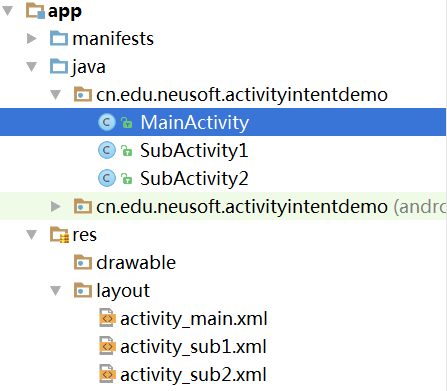 app
manifests
java
cn.edu.neusoft.activityintentdemo
C MainActivity
C SubActivity1
C SubActivity2
cn.edu.neusoft.activityintentdemo (andro
res
drawable
layout
activity_main.xml
activity_sub1.xml
activity_sub2.xml